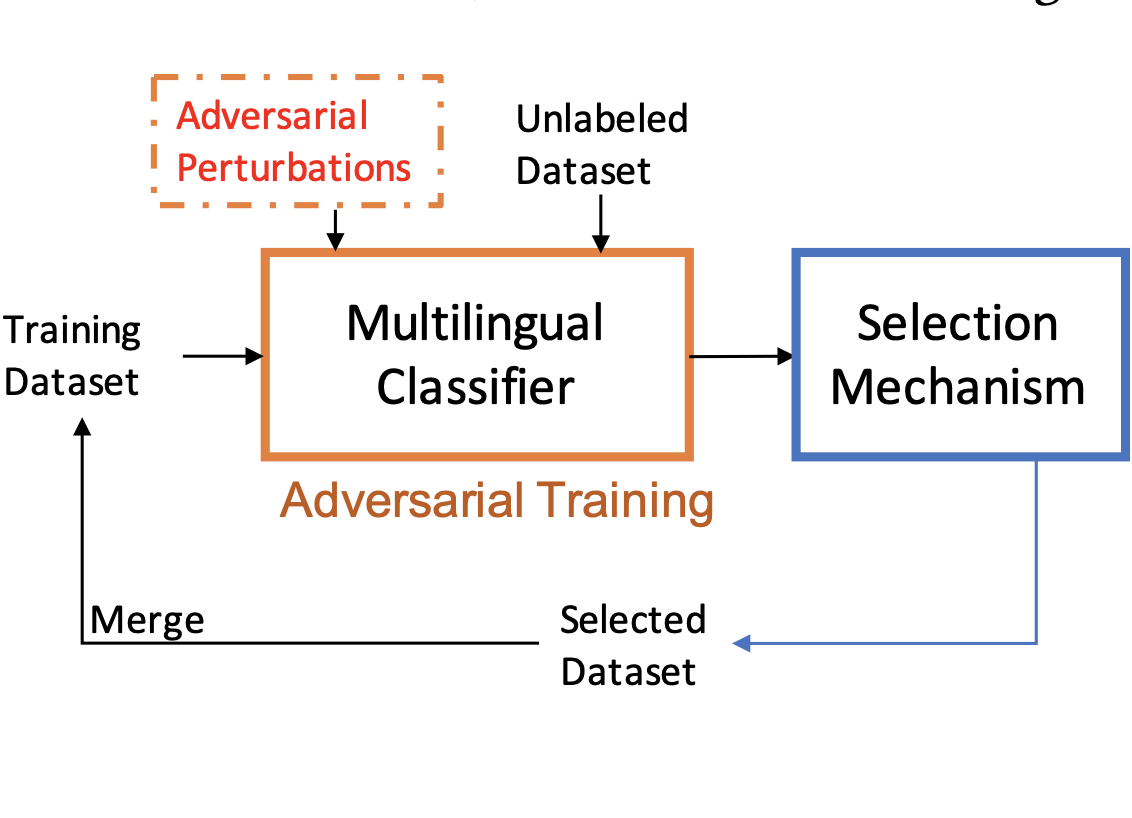 Adversarial
Perturbations
Unlabeled
Dataset
Training
Dataset
Multilingual
Classifier
Selection
Mechanism
Adversarial Training
Merge
Selected
Dataset